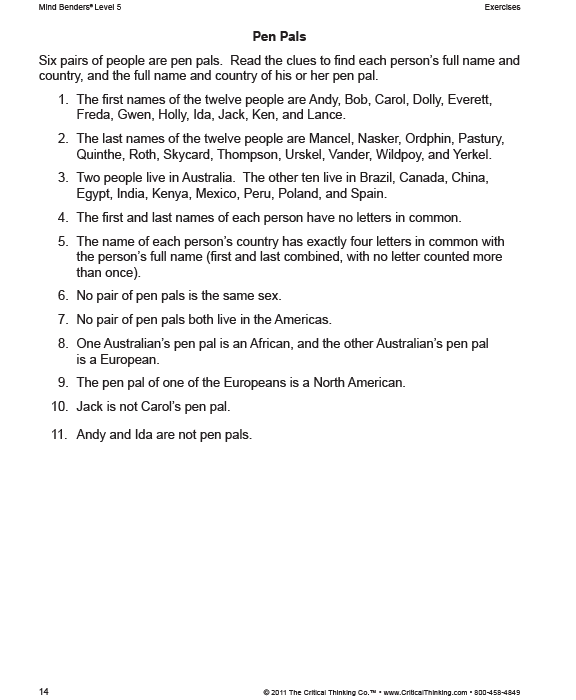 Mind Benders® Level 5
Exercises
Pen Pals
Six pairs of people are pen pals.  Read the clues to find each person's full name and
country, and the full name and country of his or her pen pal.
1. The first names of the twelve people are Andy, Bob, Carol, Dolly, Everett,
Freda, Gwen, Holly, Ida, Jack, Ken, and Lance.
2. The last names of the twelve people are Mancel, Nasker, Ordphin, Pastury,
Quinthe, Roth, Skycard, Thompson, Urskel, Vander, Wildpoy, and Yerkel.
3. Two people live in Australia.  The other ten live in Brazil, Canada, China,
Egypt, India, Kenya, Mexico, Peru, Poland, and Spain.
4. The first and last names of each person have no letters in common.
5. The name of each person's country has exactly four letters in common with
the person's full name (first and last combined, with no letter counted more
than once).
6. No pair of pen pals is the same sex.
7. No pair of pen pals both live in the Americas.
8. One Australian's pen pal is an African, and the other Australian's pen pal
is a European.
9. The pen pal of one of the Europeans is a North American.
10. Jack is not Carol's pen pal.
11. Andy and Ida are not pen pals.
14
© 2011 The Critical Thinking Co.™ • www.CriticalThinking.com • 800-458-4849